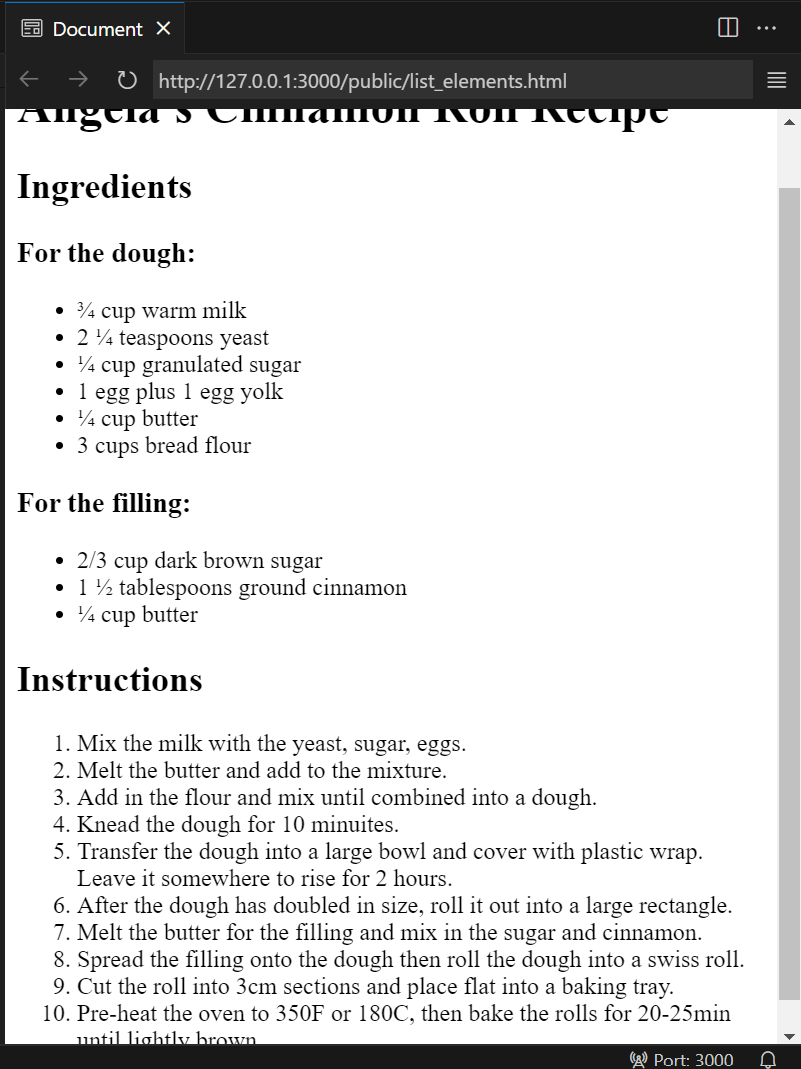 Document
http://127.0.0.1:3000/public/list_elements.html
Angela's Cinnamon Roll Recipe
Ingredients
For the dough:
• ¾ cup warm milk
• 2 ¼ teaspoons yeast
• ¼ cup granulated sugar
• 1 egg plus 1 egg yolk
• ¼ cup butter
• 3 cups bread flour
For the filling:
• 2/3 cup dark brown sugar
• 1 ½ tablespoons ground cinnamon
• ¼ cup butter
Instructions
1. Mix the milk with the yeast, sugar, eggs.
2. Melt the butter and add to the mixture.
3. Add in the flour and mix until combined into a dough.
4. Knead the dough for 10 minuites.
5. Transfer the dough into a large bowl and cover with plastic wrap.
Leave it somewhere to rise for 2 hours.
6. After the dough has doubled in size, roll it out into a large rectangle.
7. Melt the butter for the filling and mix in the sugar and cinnamon.
8. Spread the filling onto the dough then roll the dough into a swiss roll.
9. Cut the roll into 3cm sections and place flat into a baking tray.
10. Pre-heat the oven to 350F or 180C, then bake the rolls for 20-25min
until lightly brown
Port: 3000